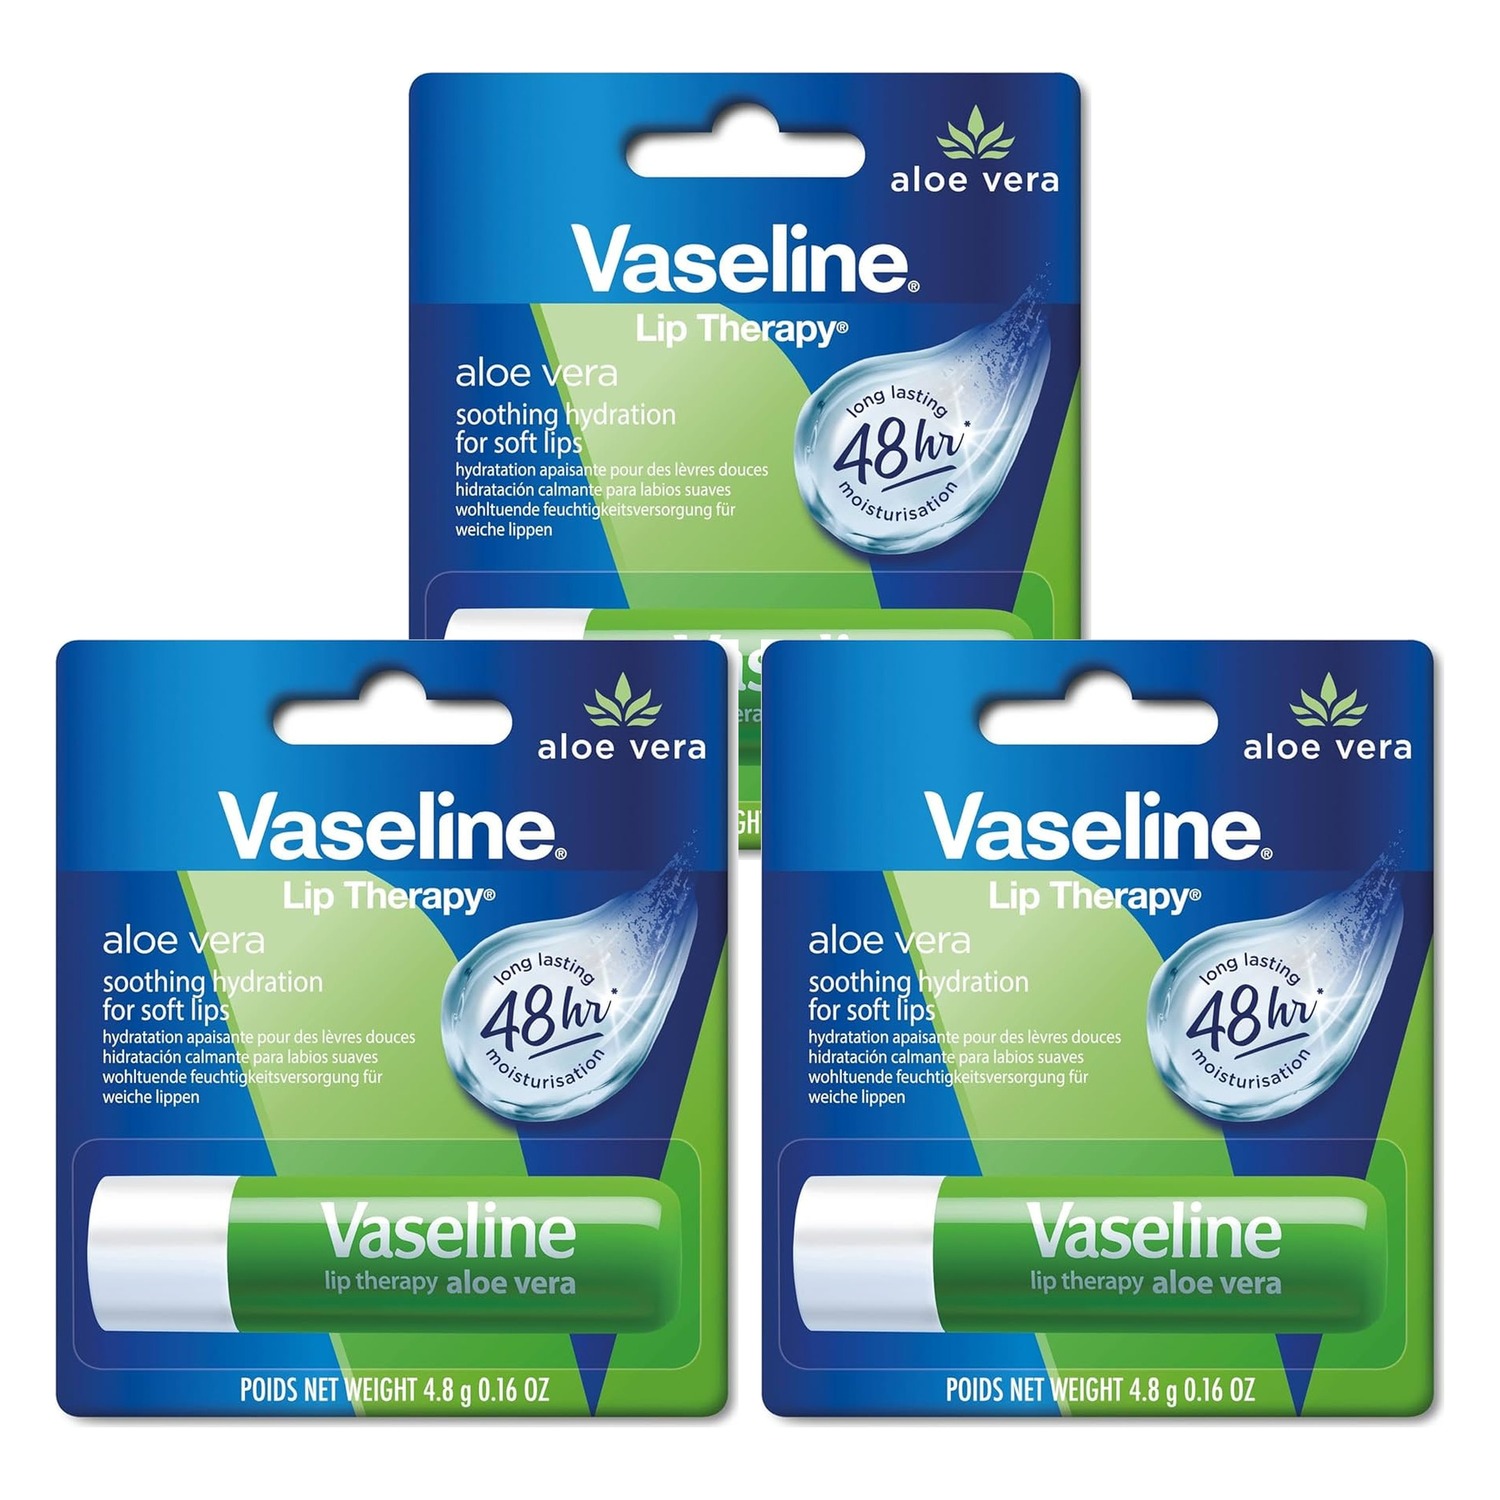 aloe vera
Vaseline®
Lip Therapy®
aloe vera
soothing hydration
for soft lips
hydratation apaisante pour des lèvres douces
hidratación calmante para labios suaves
wohltuende feuchtigkeitsversorgung für
weiche lippen
long lasting
48hr*
moisturisation
aloe vera
Vaseline®
Lip Therapy®
aloe vera
soothing hydration
for soft lips
hydratation apaisante pour des lèvres douces
hidratación calmante para labios suaves
wohltuende feuchtigkeitsversorgung für
weiche lippen
long lasting
48hr*
moisturisation
Vaseline
lip therapy aloe vera
POIDS NET WEIGHT 4.8 g 0.16 OZ
aloe vera
Vaseline®
Lip Therapy®
aloe vera
soothing hydration
for soft lips
hydratation apaisante pour des lèvres douces
hidratación calmante para labios suaves
wohltuende feuchtigkeitsversorgung für
weiche lippen
long lasting
48hr*
moisturisation
Vaseline
lip therapy aloe vera
POIDS NET WEIGHT 4.8 g 0.16 OZ